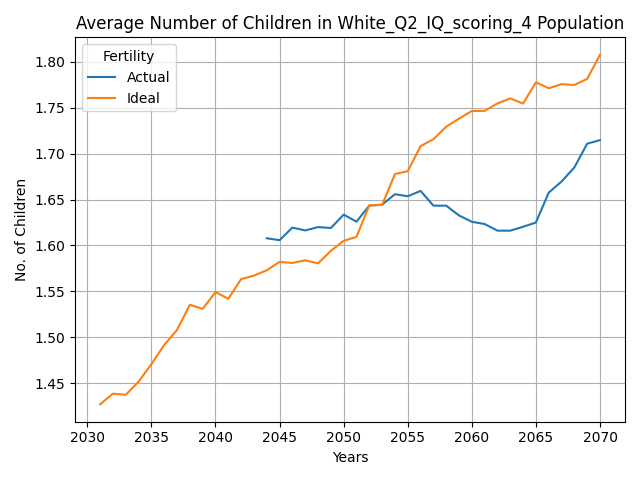 Average Number of Children in White_Q2_IQ_scoring_4 Population
Fertility
Actual
Ideal
No. of Children
1.80
1.75
1.70
1.65
1.60
1.55
1.50
1.45
2030 2035 2040 2045 2050 2055 2060 2065 2070
Years